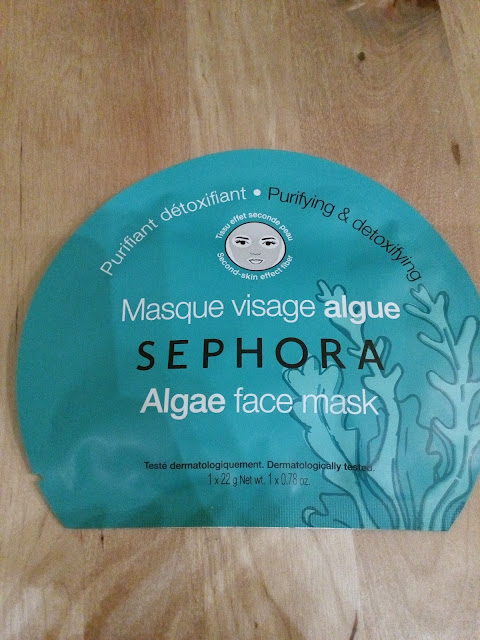 Purifiant détoxifiant • Purifying & detoxifying
Tissu effet seconde peau
Second-skin effect fiber
Masque visage algue
SEPHORA
Algae face mask
Testé dermatologiquement. Dermatologically tested.
1 x 22 g Net wt. 1 x 0.78 oz.